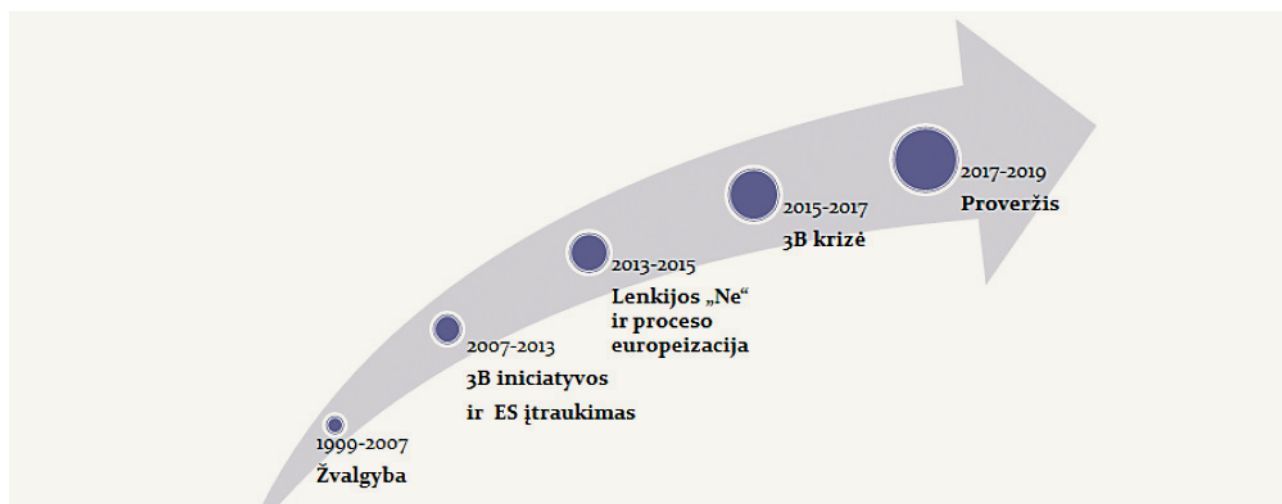 1999-2007
Žvalgyba
2007-2013
3B iniciatyvos
ir ES įtraukimas
2013-2015
Lenkijos „Ne“
ir proceso
europeizacija
2015-2017
3B krizė
2017-2019
Proveržis